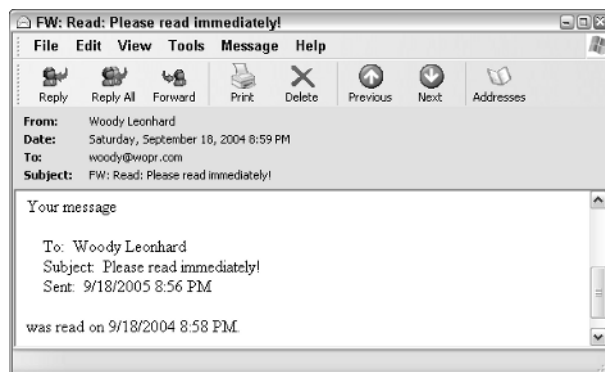 FW: Read: Please read immediately!
File Edit View Tools Message Help
Reply Reply All Forward Print Delete Previous Next Addresses
From: Woody Leonhard
Date: Saturday, September 18, 2004 8:59 PM
To: woody@wopr.com
Subject: FW: Read: Please read immediately!
Your message
To: Woody Leonhard
Subject: Please read immediately!
Sent: 9/18/2005 8:56 PM
was read on 9/18/2004 8:58 PM.